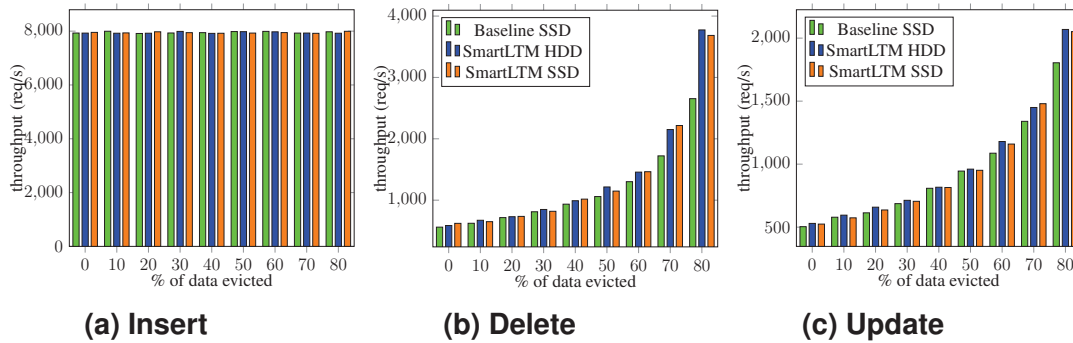 8,000
6,000
4,000
2,000
0
throughput (req/s)
0 10 20 30 40 50 60 70 80
% of data evicted
(a) Insert
4,000
3,000
2,000
1,000
throughput (req/s)
Baseline SSD
SmartLTM HDD
SmartLTM SSD
0 10 20 30 40 50 60 70 80
% of data evicted
(b) Delete
2,000
1,500
1,000
500
throughput (req/s)
Baseline SSD
SmartLTM HDD
SmartLTM SSD
0 10 20 30 40 50 60 70 80
% of data evicted
(c) Update